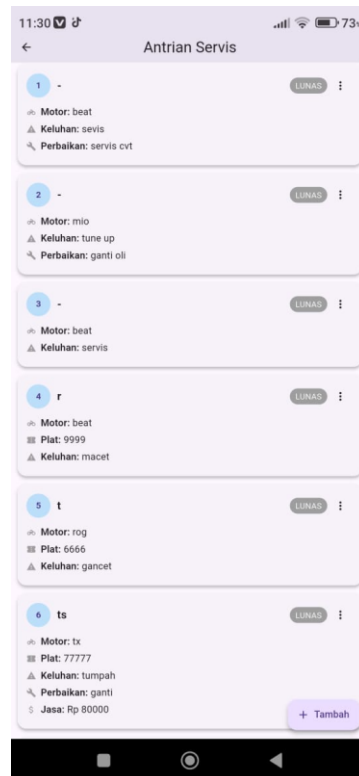 11:30
73
Antrian Servis
1 - LUNAS
Motor: beat
Keluhan: sevis
Perbaikan: servis cvt
2 - LUNAS
Motor: mio
Keluhan: tune up
Perbaikan: ganti oli
3 - LUNAS
Motor: beat
Keluhan: servis
4 r LUNAS
Motor: beat
Plat: 9999
Keluhan: macet
5 t LUNAS
Motor: rog
Plat: 6666
Keluhan: gancet
6 ts LUNAS
Motor: tx
Plat: 77777
Keluhan: tumpah
Perbaikan: ganti
$ Jasa: Rp 80000
+ Tambah